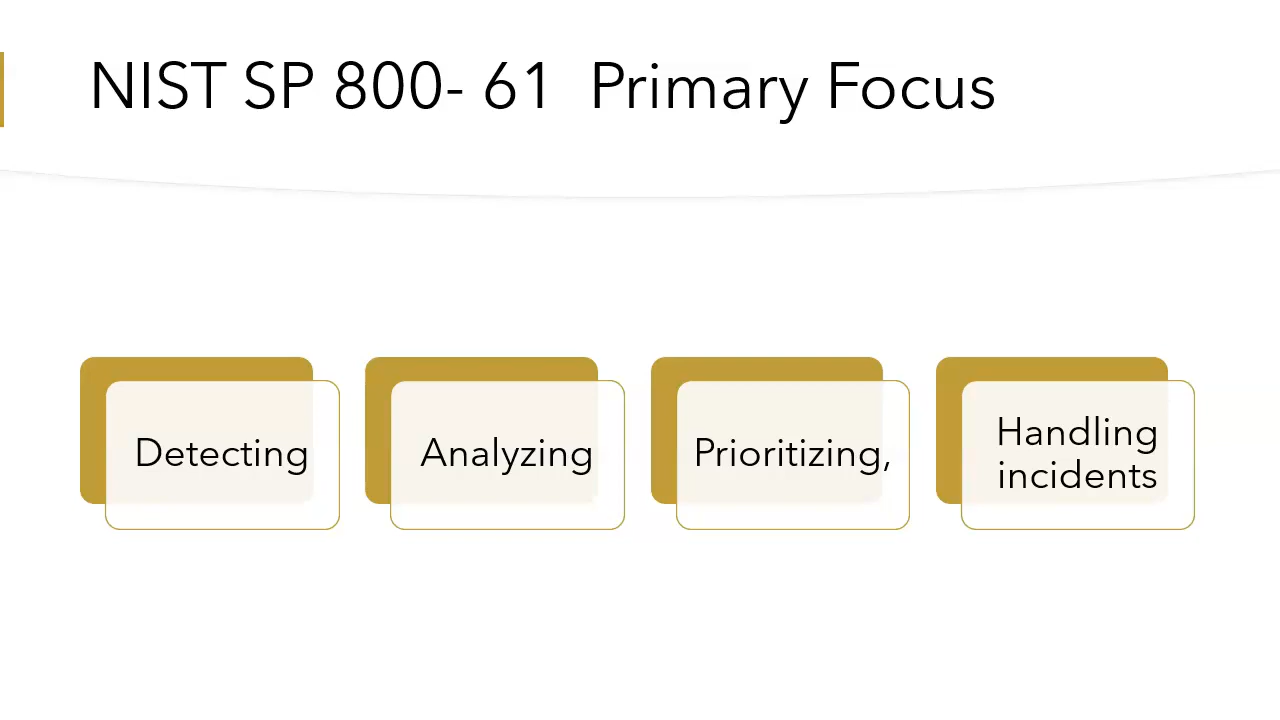 NIST SP 800- 61  Primary Focus
Detecting
Analyzing
Prioritizing,
Handling
incidents